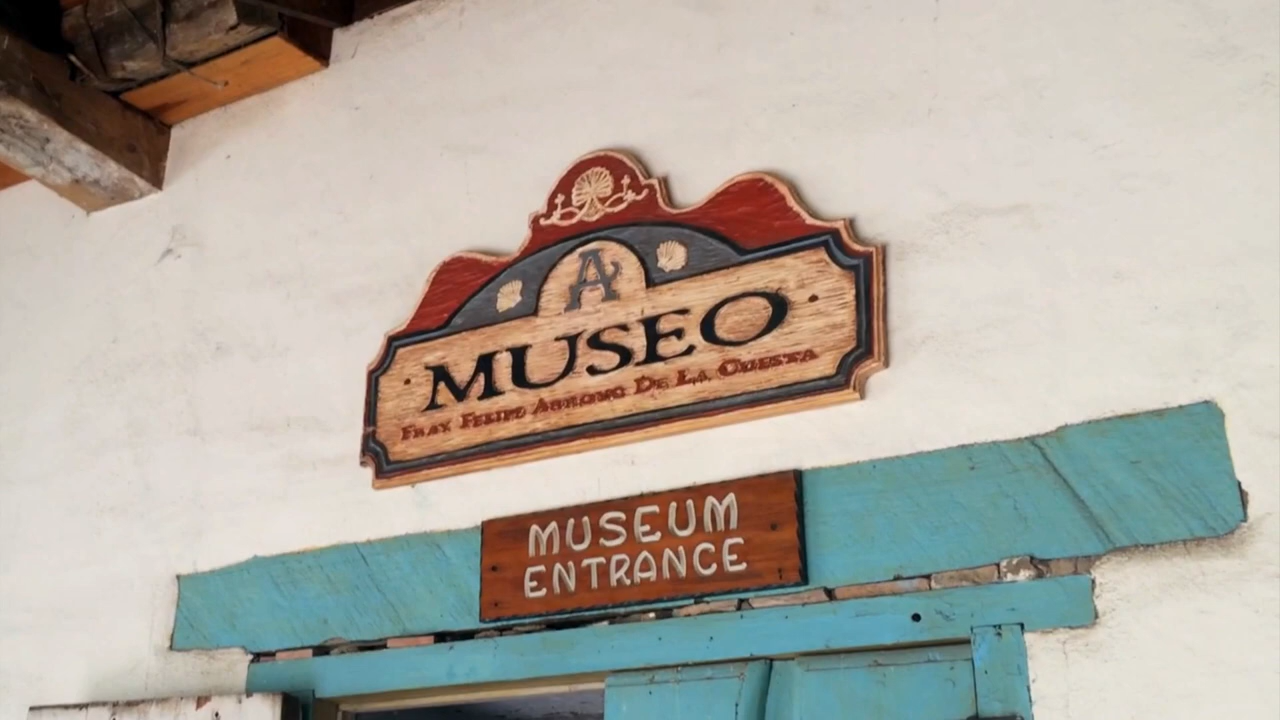 A
MUSEO
FRAY FELIPE ARROYO DE LA CUESTA
MUSEUM
ENTRANCE